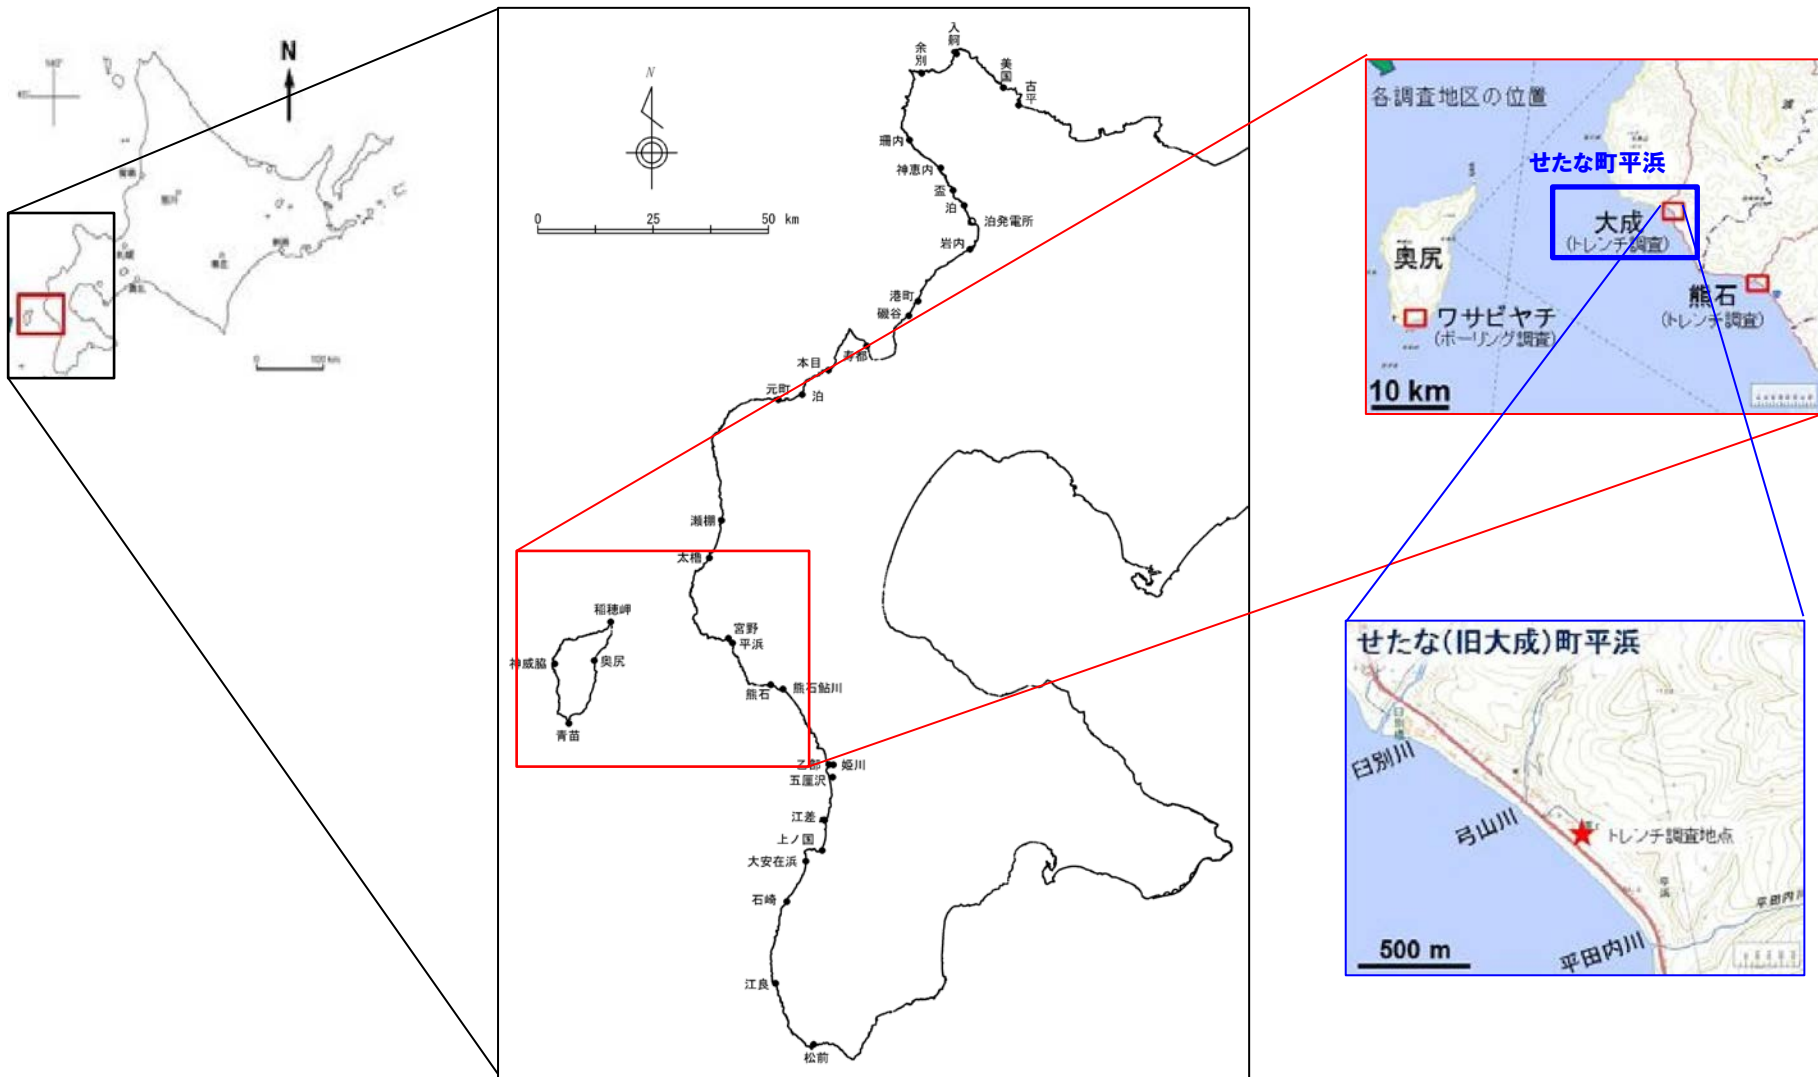 N
N
0 25 50 km
入舸
余別
美国
古平
珊内
神恵内
盃
泊
泊発電所
岩内
港町
磯谷
寿都
本目
元町
泊
瀬棚
太櫓
稲穂岬
宮野
平浜
神威脇
奥尻
熊石
熊石鮎川
青苗
乙部
姫川
五厘沢
江差
上ノ国
大安在浜
石崎
江良
松前
各調査地区の位置
せたな町平浜
大成
(トレンチ調査)
奥尻
熊石
(トレンチ調査)
ワサビヤチ
(ボーリング調査)
10 km
せたな(旧大成)町平浜
臼別川
弓山川
トレンチ調査地点
平浜
平田内川
平田内川
500 m